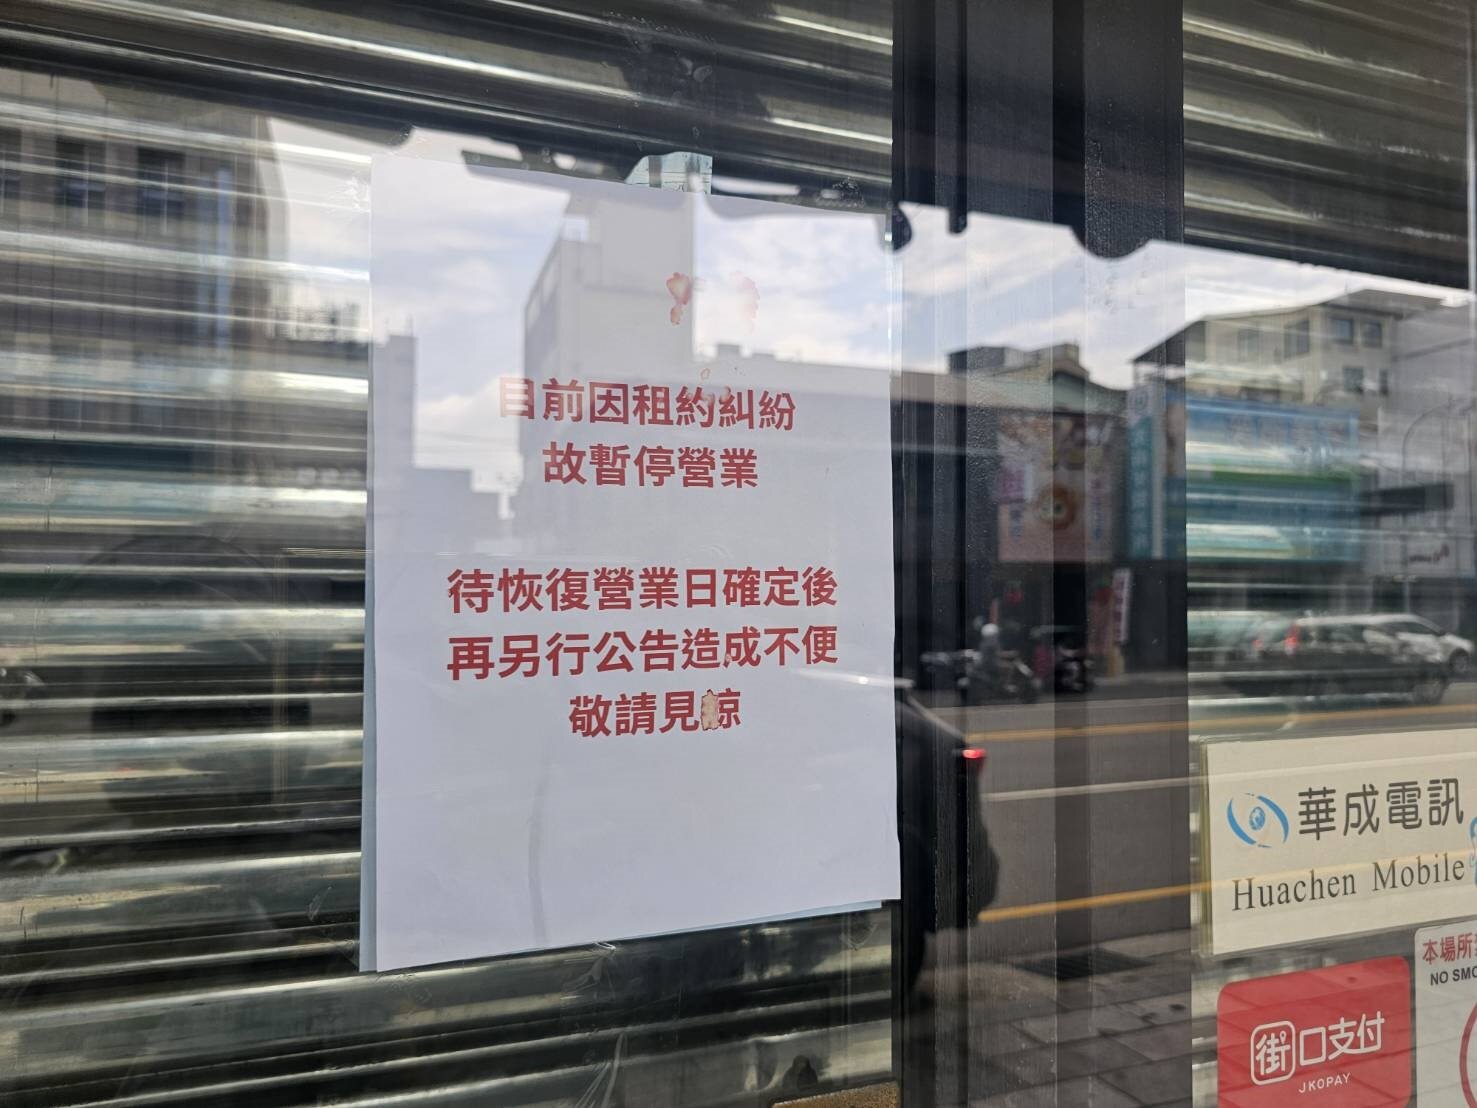 目前因租約糾紛
故暫停營業
待恢復營業日確定後
再另行公告造成不便
敬請見諒
華成電訊
Huachen Mobile
本場所
NO SMO
街口支付
JKOPAY